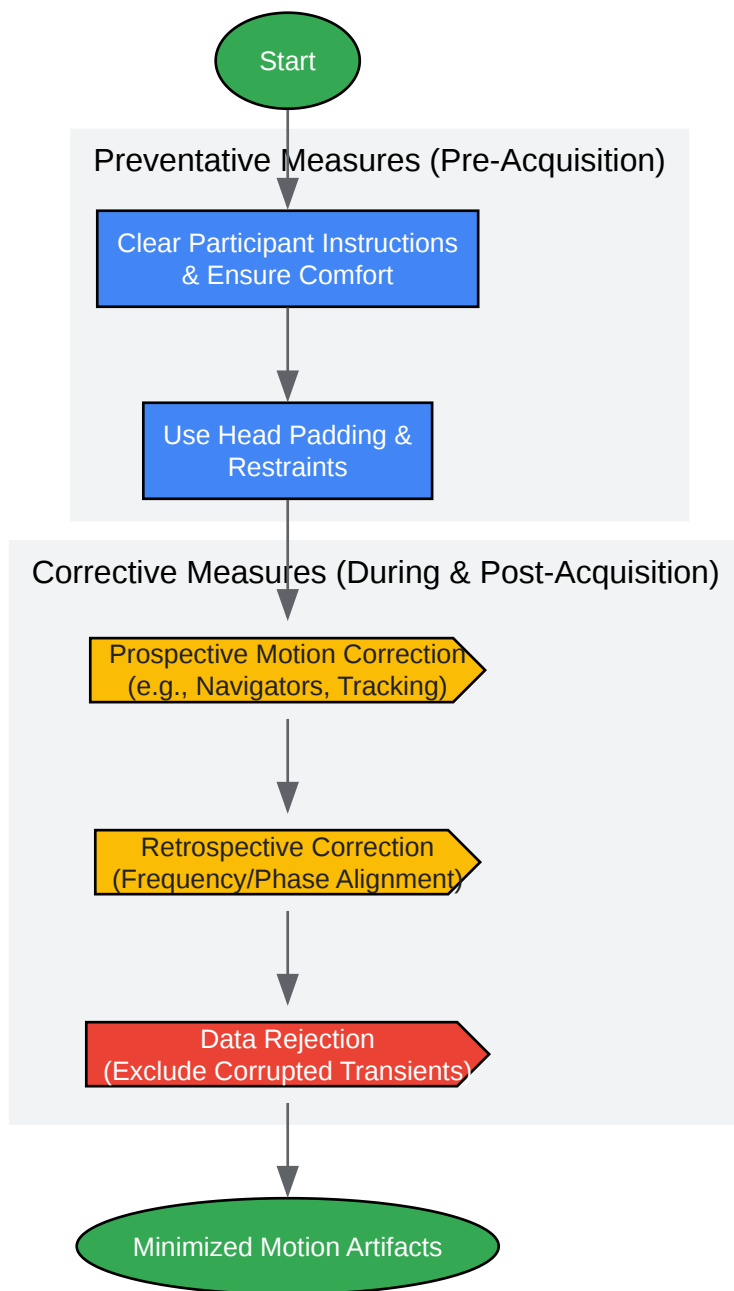 Start
Preventative Measures (Pre-Acquisition)
Clear Participant Instructions
& Ensure Comfort
Use Head Padding &
Restraints
Corrective Measures (During & Post-Acquisition)
Prospective Motion Correction
(e.g., Navigators, Tracking)
Retrospective Correction
(Frequency/Phase Alignment)
Data Rejection
(Exclude Corrupted Transients)
Minimized Motion Artifacts